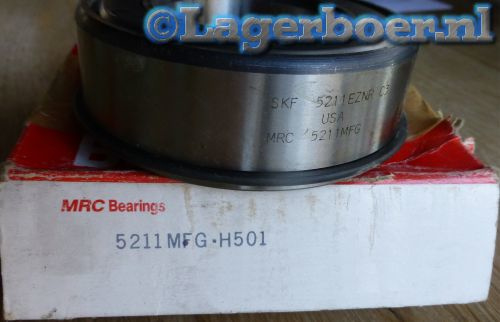 ©Lagerboer.nl
SKF 5211EZNR C3
USA
MRC 5211MFG
MRC Bearings
5211MFG-H501